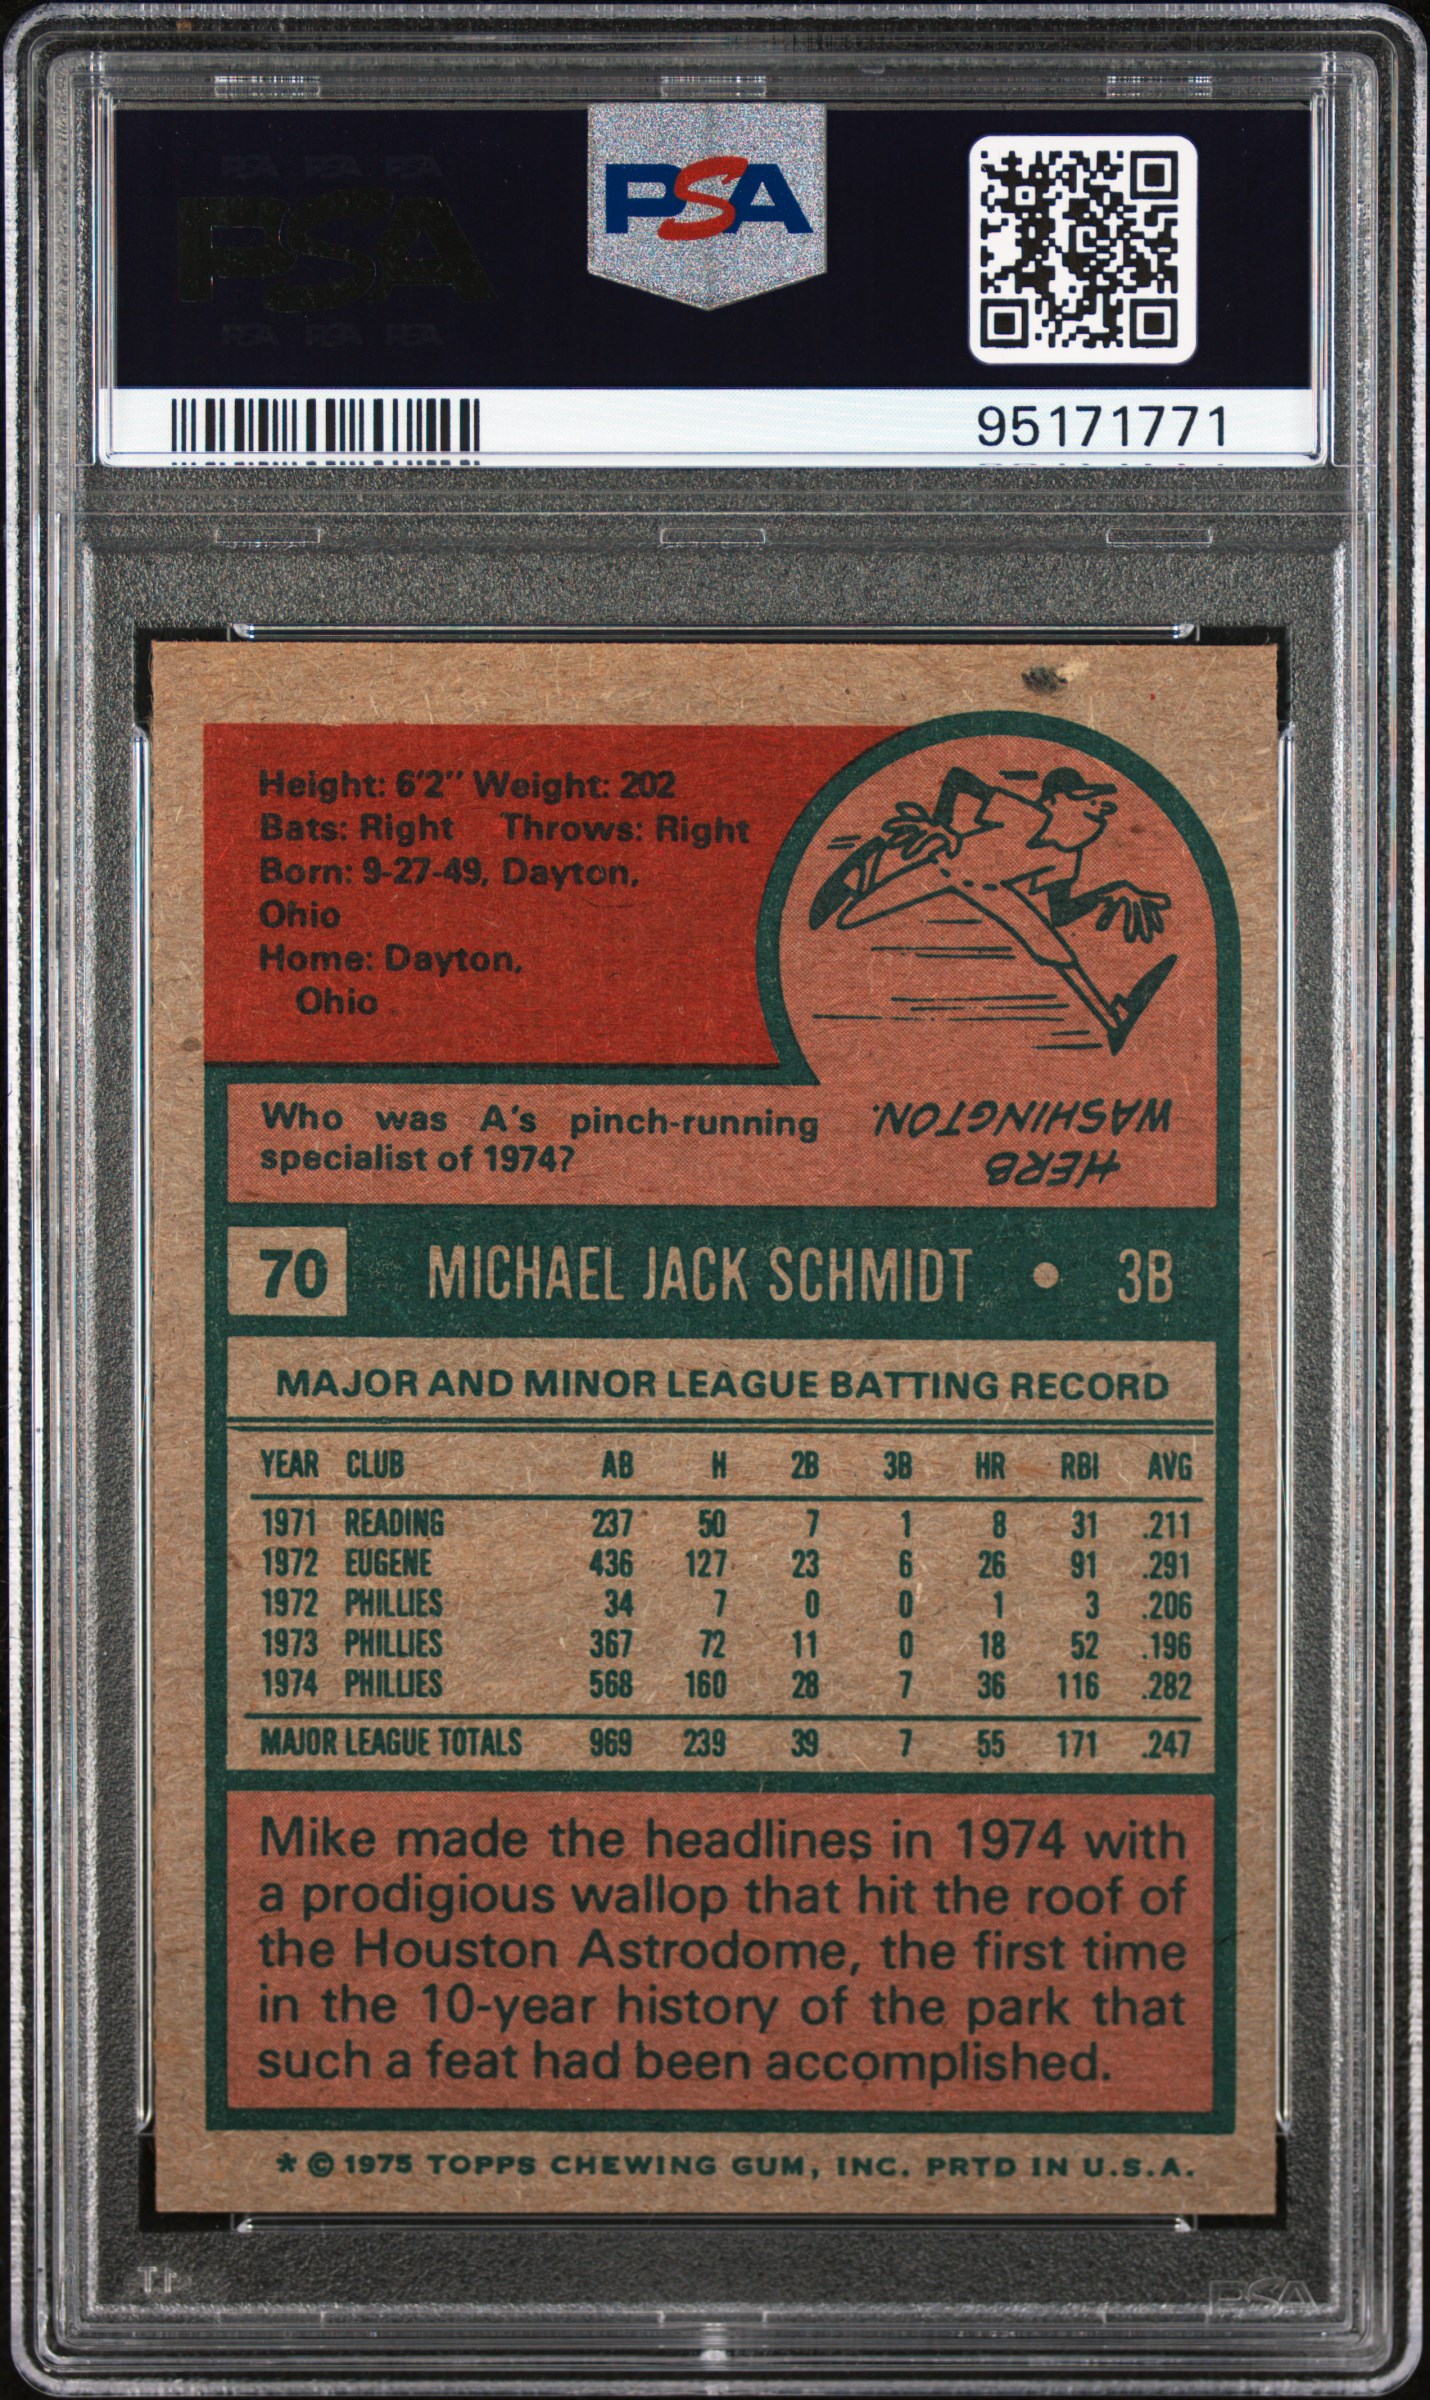 PSA PSA PSA
PSA
PSA PSA PSA
PSA
95171771
Height: 6'2" Weight: 202
Bats: Right Throws: Right
Born: 9-27-49, Dayton,
Ohio
Home: Dayton,
Ohio
Who was A's pinch-running
specialist of 1974?
HERB
WASHINGTON.
70 MICHAEL JACK SCHMIDT • 3B
MAJOR AND MINOR LEAGUE BATTING RECORD
YEAR CLUB AB H 2B 3B HR RBI AVG
1971 READING 237 50 7 1 8 31 .211
1972 EUGENE 436 127 23 6 26 91 .291
1972 PHILLIES 34 7 0 0 1 3 .206
1973 PHILLIES 367 72 11 0 18 52 .196
1974 PHILLIES 568 160 28 7 36 116 .282
MAJOR LEAGUE TOTALS 969 239 39 7 55 171 .247
Mike made the headlines in 1974 with
a prodigious wallop that hit the roof of
the Houston Astrodome, the first time
in the 10-year history of the park that
such a feat had been accomplished.
* © 1975 TOPPS CHEWING GUM, INC. PRTD IN U.S.A.
PSA